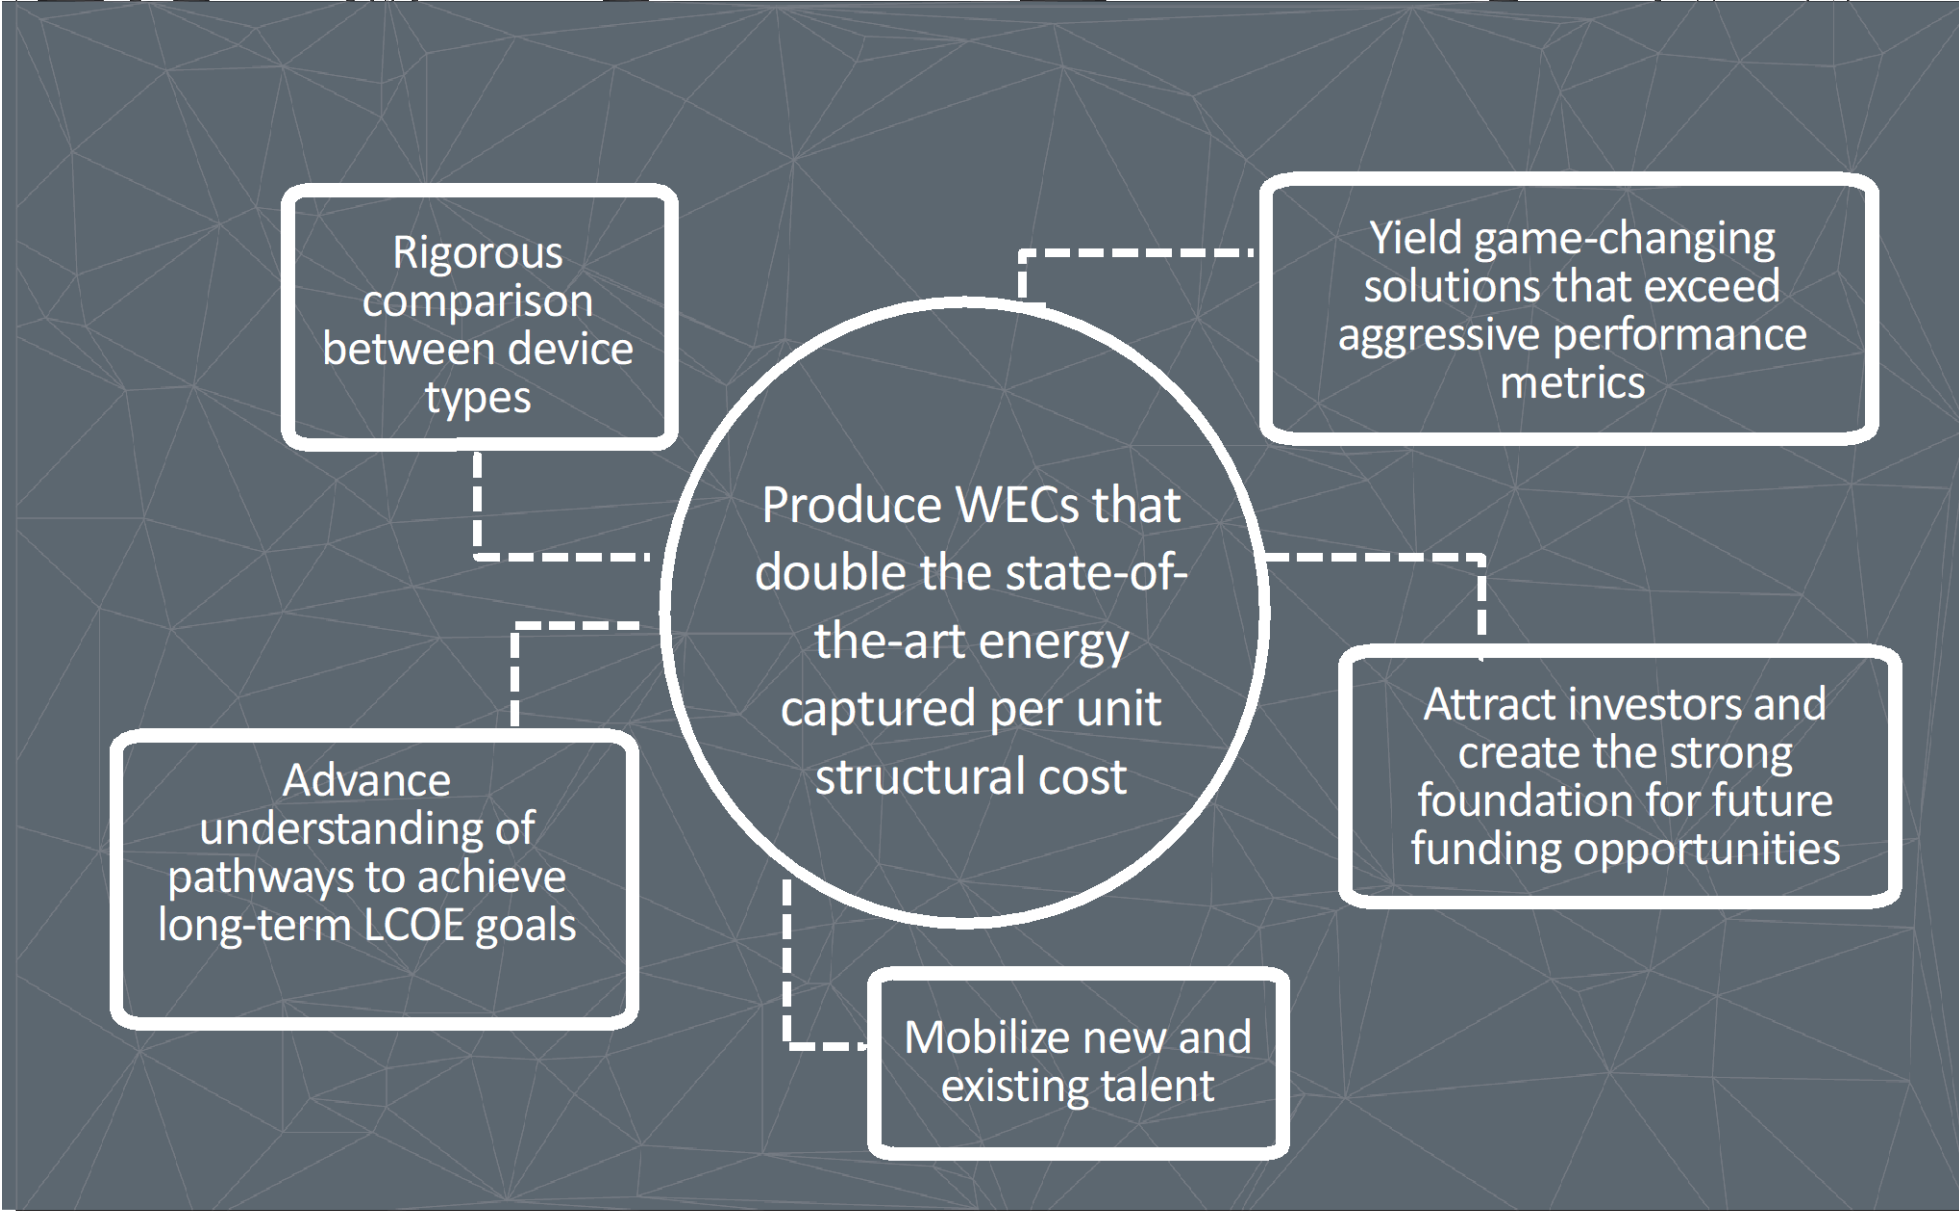 Rigorous
comparison
between device
types
Yield game-changing
solutions that exceed
aggressive performance
metrics
Produce WECs that
double the state-of-
the-art energy
captured per unit
structural cost
Attract investors and
create the strong
foundation for future
funding opportunities
Advance
understanding of
pathways to achieve
long-term LCOE goals
Mobilize new and
existing talent